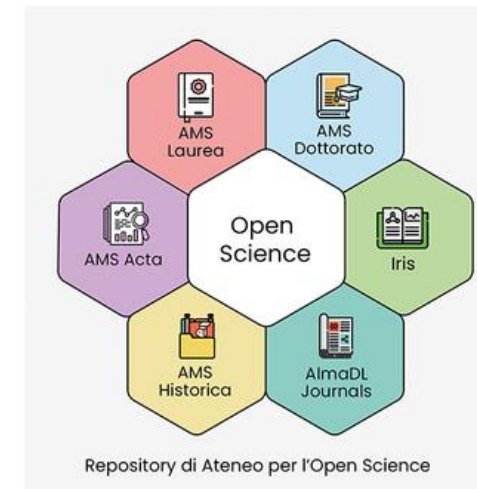 AMS
Laurea
AMS
Dottorato
AMS Acta
Open
Science
Iris
AMS
Historica
AlmaDL
Journals
Repository di Ateneo per l'Open Science